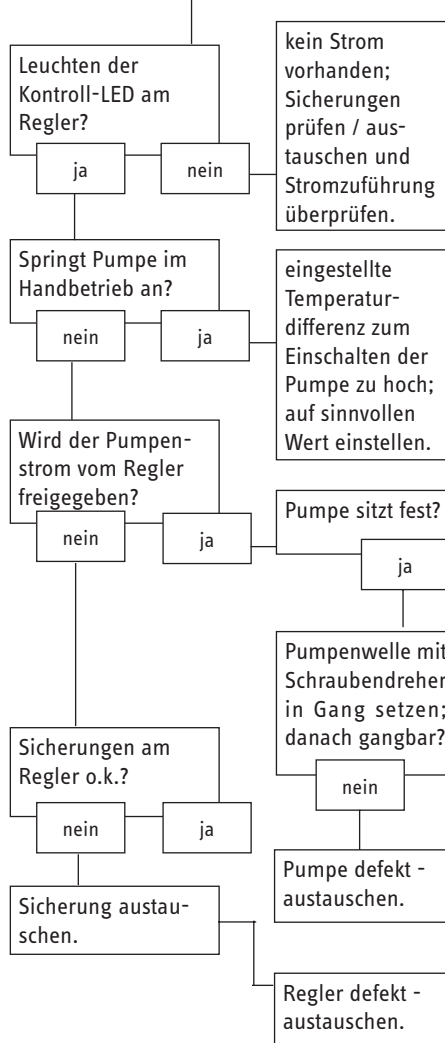 Leuchten der
Kontroll-LED am
Regler?
ja
nein
kein Strom
vorhanden;
Sicherungen
prüfen / aus-
tauschen und
Stromzuführung
überprüfen.
Springt Pumpe im
Handbetrieb an?
nein
ja
eingestellte
Temperatur-
differenz zum
Einschalten der
Pumpe zu hoch;
auf sinnvollen
Wert einstellen.
Wird der Pumpen-
strom vom Regler
freigegeben?
nein
ja
Pumpe sitzt fest?
ja
Pumpenwelle mit
Schraubendreher
in Gang setzen;
danach gangbar?
nein
Pumpe defekt -
austauschen.
Sicherungen am
Regler o.k.?
nein
ja
Sicherung austau-
schen.
Regler defekt -
austauschen.